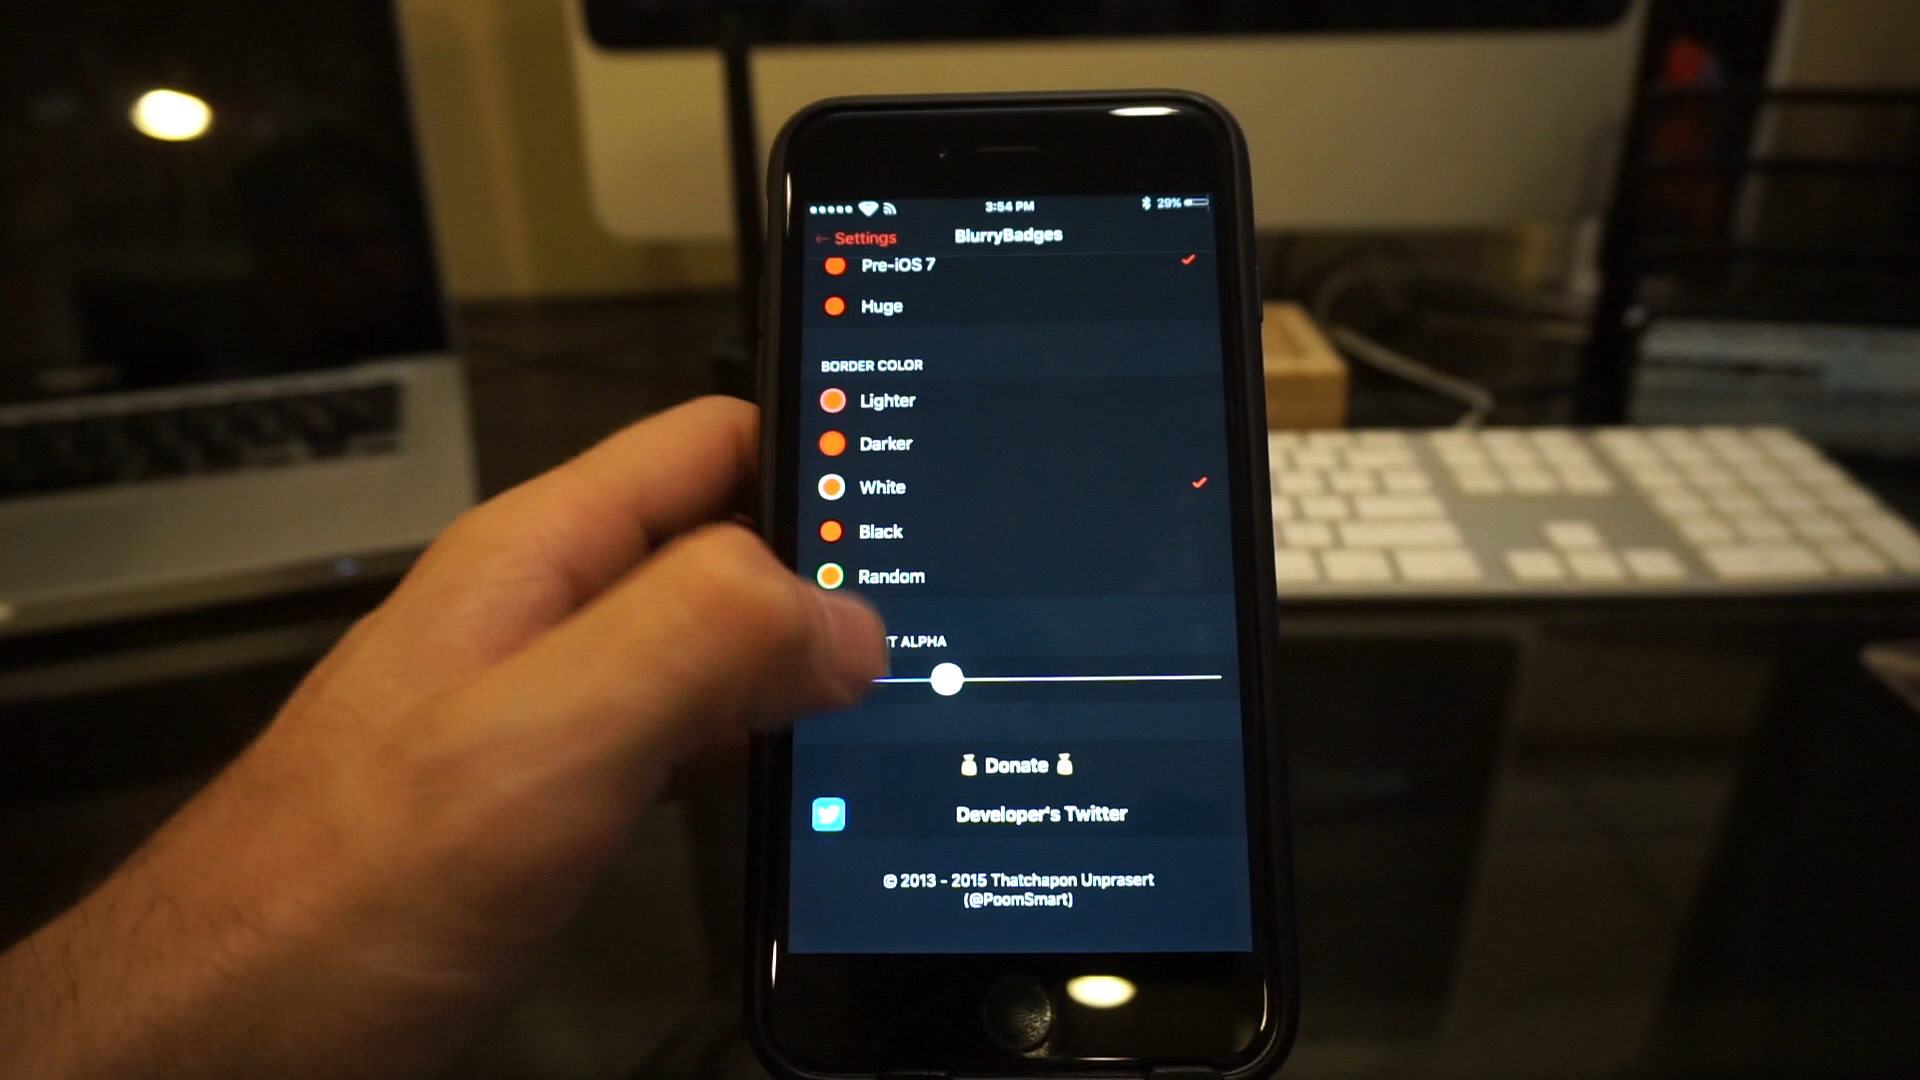 3:54 PM
29%
← Settings
BlurryBadges
Pre-iOS 7
Huge
BORDER COLOR
Lighter
Darker
White
Black
Random
T ALPHA
Donate
Developer's Twitter
© 2013 - 2015 Thatchapon Unprasert
(@PoomSmart)